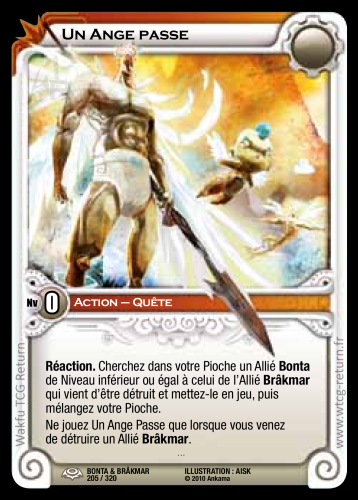 Un Ange passe
Nv 0 Action – Quête
Réaction. Cherchez dans votre Pioche un Allié Bonta
de Niveau inférieur ou égal à celui de l'Allié Brâkmar
qui vient d'être détruit et mettez-le en jeu, puis
mélangez votre Pioche.
Ne jouez Un Ange Passe que lorsque vous venez
de détruire un Allié Brâkmar.
...
BONTA & BRÂKMAR
205 / 320
ILLUSTRATION : AISK
© 2010 Ankama
Wakfu TCG Return
www.wtcg-return.fr